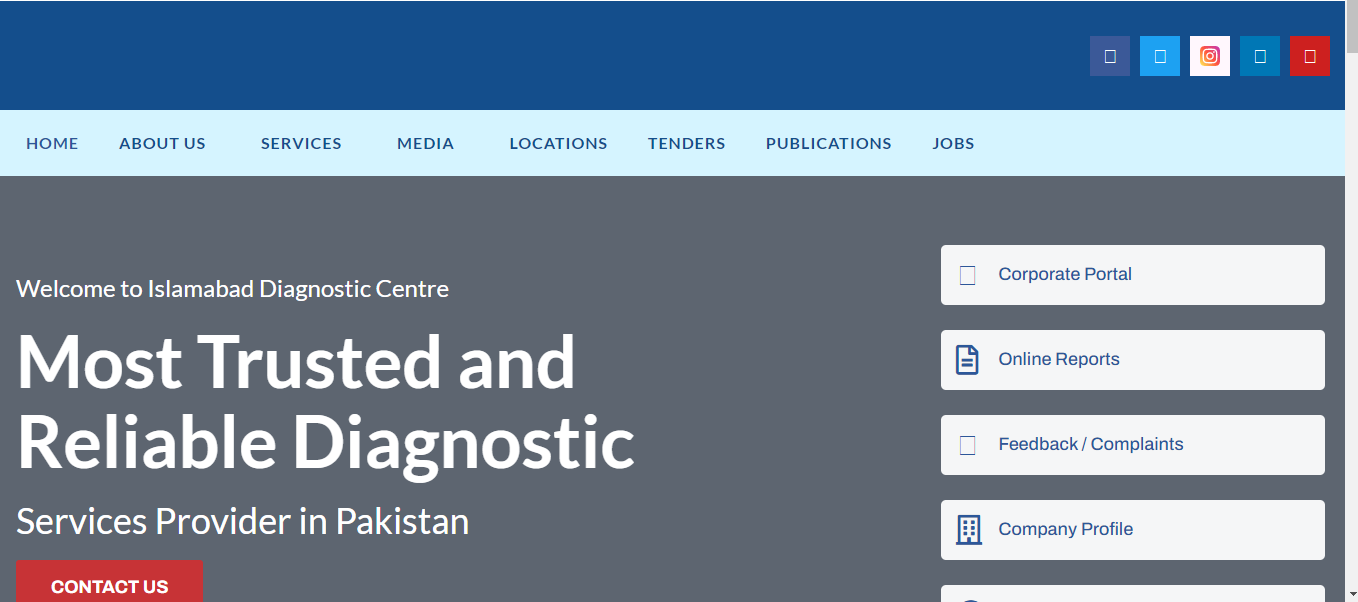 HOME ABOUT US SERVICES MEDIA LOCATIONS TENDERS PUBLICATIONS JOBS
Welcome to Islamabad Diagnostic Centre
Most Trusted and
Reliable Diagnostic
Services Provider in Pakistan
CONTACT US
Corporate Portal
Online Reports
Feedback / Complaints
Company Profile